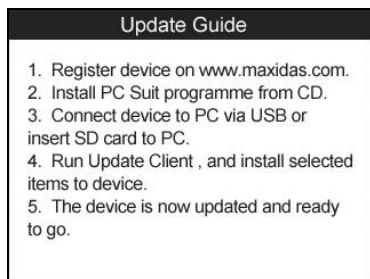 Update Guide
1. Register device on www.maxidas.com.
2. Install PC Suit programme from CD.
3. Connect device to PC via USB or
insert SD card to PC.
4. Run Update Client , and install selected
items to device.
5. The device is now updated and ready
to go.